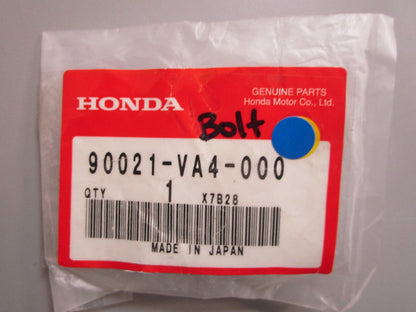 HONDA
GENUINE PARTS
Honda Motor Co., Ltd.
Bolt
90021-VA4-000
QTY 1 X7B28
MADE IN JAPAN